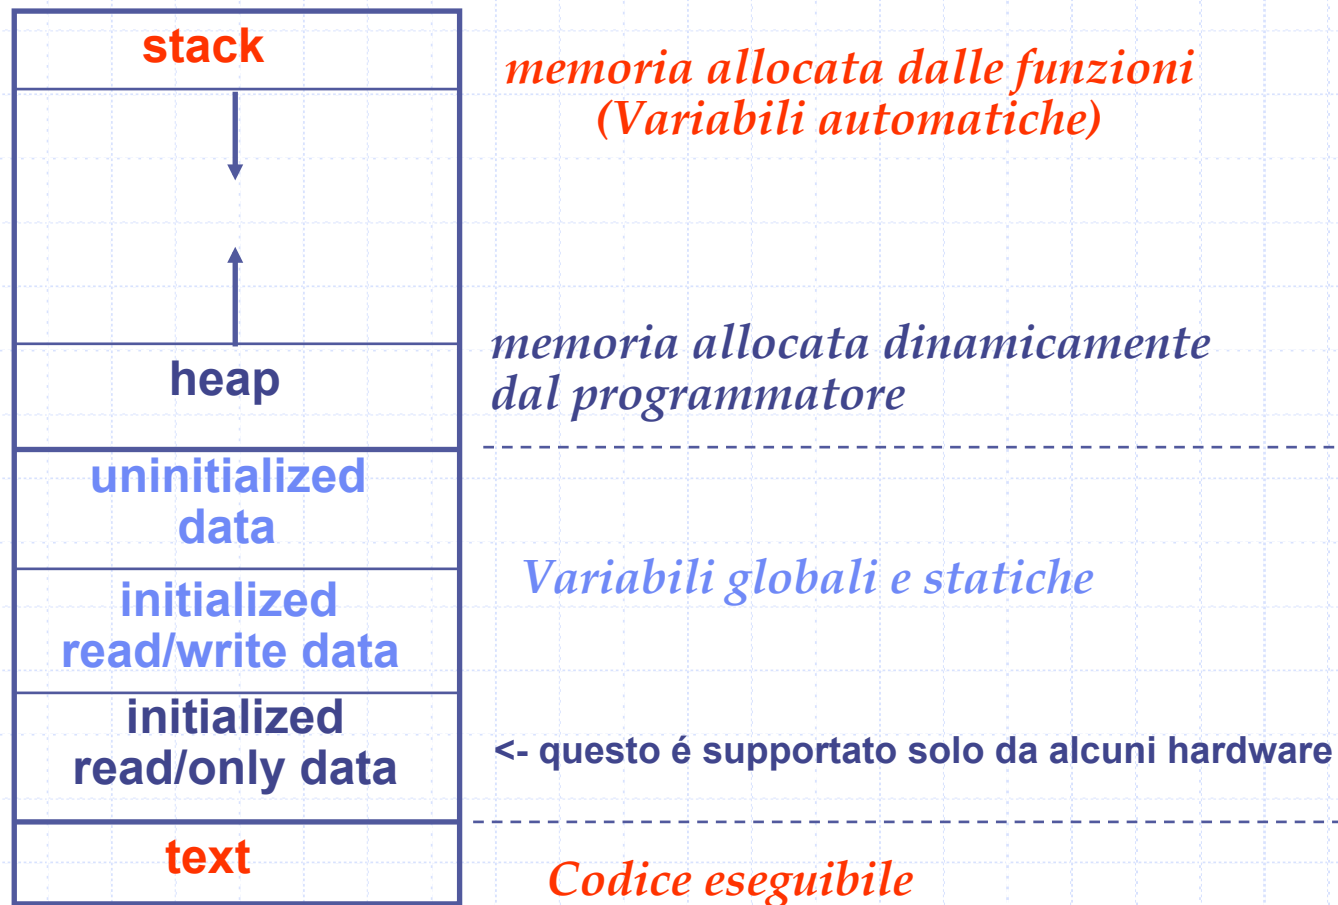 stack
memoria allocata dalle funzioni
(Variabili automatiche)
memoria allocata dinamicamente
dal programmatore
heap
uninitialized
data
Variabili globali e statiche
initialized
read/write data
initialized
read/only data
<- questo é supportato solo da alcuni hardware
text
Codice eseguibile